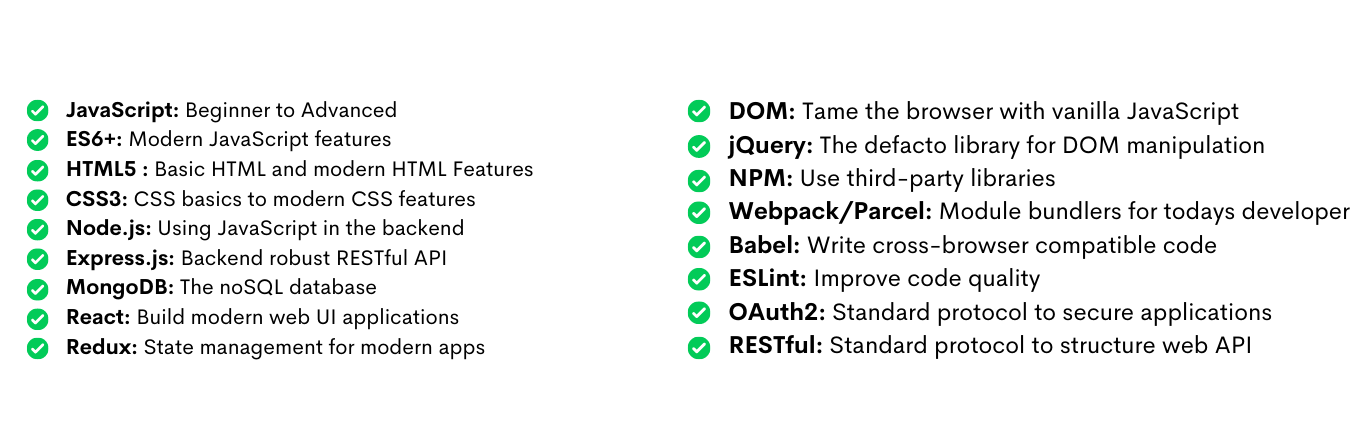 JavaScript: Beginner to Advanced
ES6+: Modern JavaScript features
HTML5 : Basic HTML and modern HTML Features
CSS3: CSS basics to modern CSS features
Node.js: Using JavaScript in the backend
Express.js: Backend robust RESTful API
MongoDB: The noSQL database
React: Build modern web UI applications
Redux: State management for modern apps
DOM: Tame the browser with vanilla JavaScript
jQuery: The defacto library for DOM manipulation
NPM: Use third-party libraries
Webpack/Parcel: Module bundlers for todays developer
Babel: Write cross-browser compatible code
ESLint: Improve code quality
OAuth2: Standard protocol to secure applications
RESTful: Standard protocol to structure web API